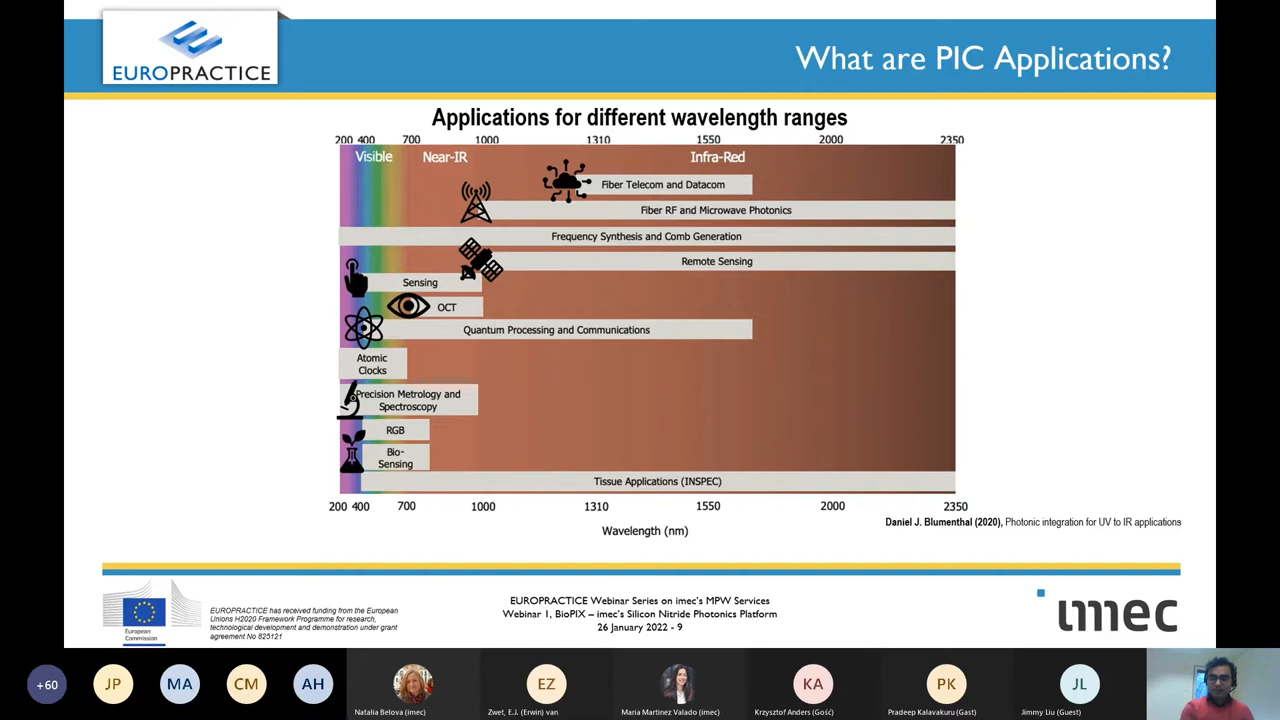 EUROPRACTICE
What are PIC Applications?
Applications for different wavelength ranges
200 400 700 1000 1310 1550 2000 2350
Visible Near-IR Infra-Red
Fiber Telecom and Datacom
Fiber RF and Microwave Photonics
Frequency Synthesis and Comb Generation
Remote Sensing
Sensing
OCT
Quantum Processing and Communications
Atomic
Clocks
Precision Metrology and
Spectroscopy
RGB
Bio-
Sensing
Tissue Applications (INSPEC)
200 400 700 1000 1310 1550 2000 2350
Wavelength (nm)
Daniel J. Blumenthal (2020), Photonic integration for UV to IR applications
European
Commission
EUROPRACTICE has received funding from the European
Unions H2020 Framework Programme for research,
technological development and demonstration under grant
agreement No 825121
EUROPRACTICE Webinar Series on imec's MPW Services
Webinar 1, BioPIX – imec's Silicon Nitride Photonics Platform
26 January 2022 - 9
imec
+60 JP MA CM AH EZ KA PK JL
Natalia Belova (imec) Zwet, E.J. (Erwin) van Maria Martinez Valado (imec) Krzysztof Anders (Gość) Pradeep Kalavakuru (Gast) Jimmy Liu (Guest)